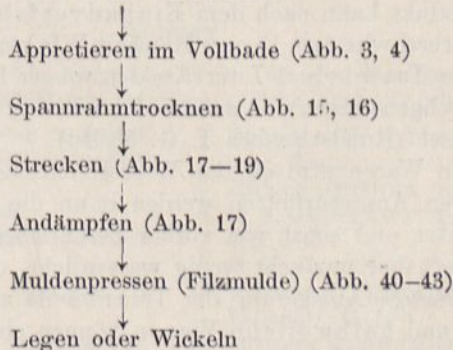 Appretieren im Vollbade (Abb. 3, 4)
Spannrahmtrocknen (Abb. 15, 16)
Strecken (Abb. 17—19)
Andämpfen (Abb. 17)
Muldenpressen (Filzmulde) (Abb. 40–43)
Legen oder Wickeln